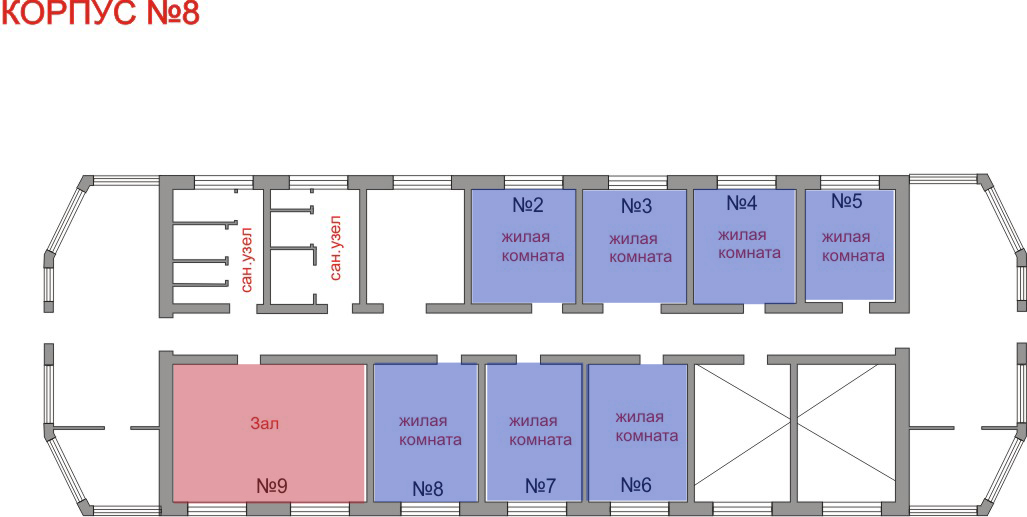 КОРПУС №8
сан.узел
сан.узел
№2
жилая
комната
№3
жилая
комната
№4
жилая
комната
№5
жилая
комната
Зал
№9
жилая
комната
№8
жилая
комната
№7
жилая
комната
№6